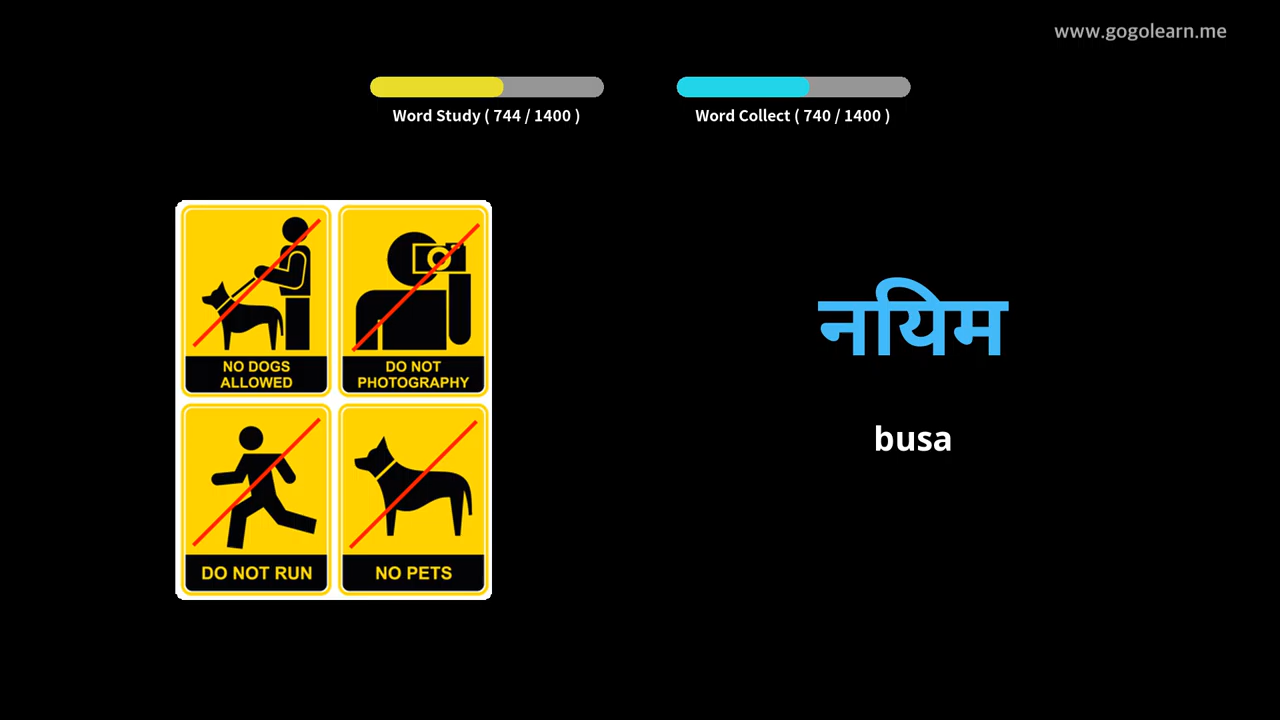 www.gogolearn.me
Word Study ( 744 / 1400 )
Word Collect ( 740 / 1400 )
NO DOGS
ALLOWED
DO NOT
PHOTOGRAPHY
DO NOT RUN
NO PETS
नयिम
busa